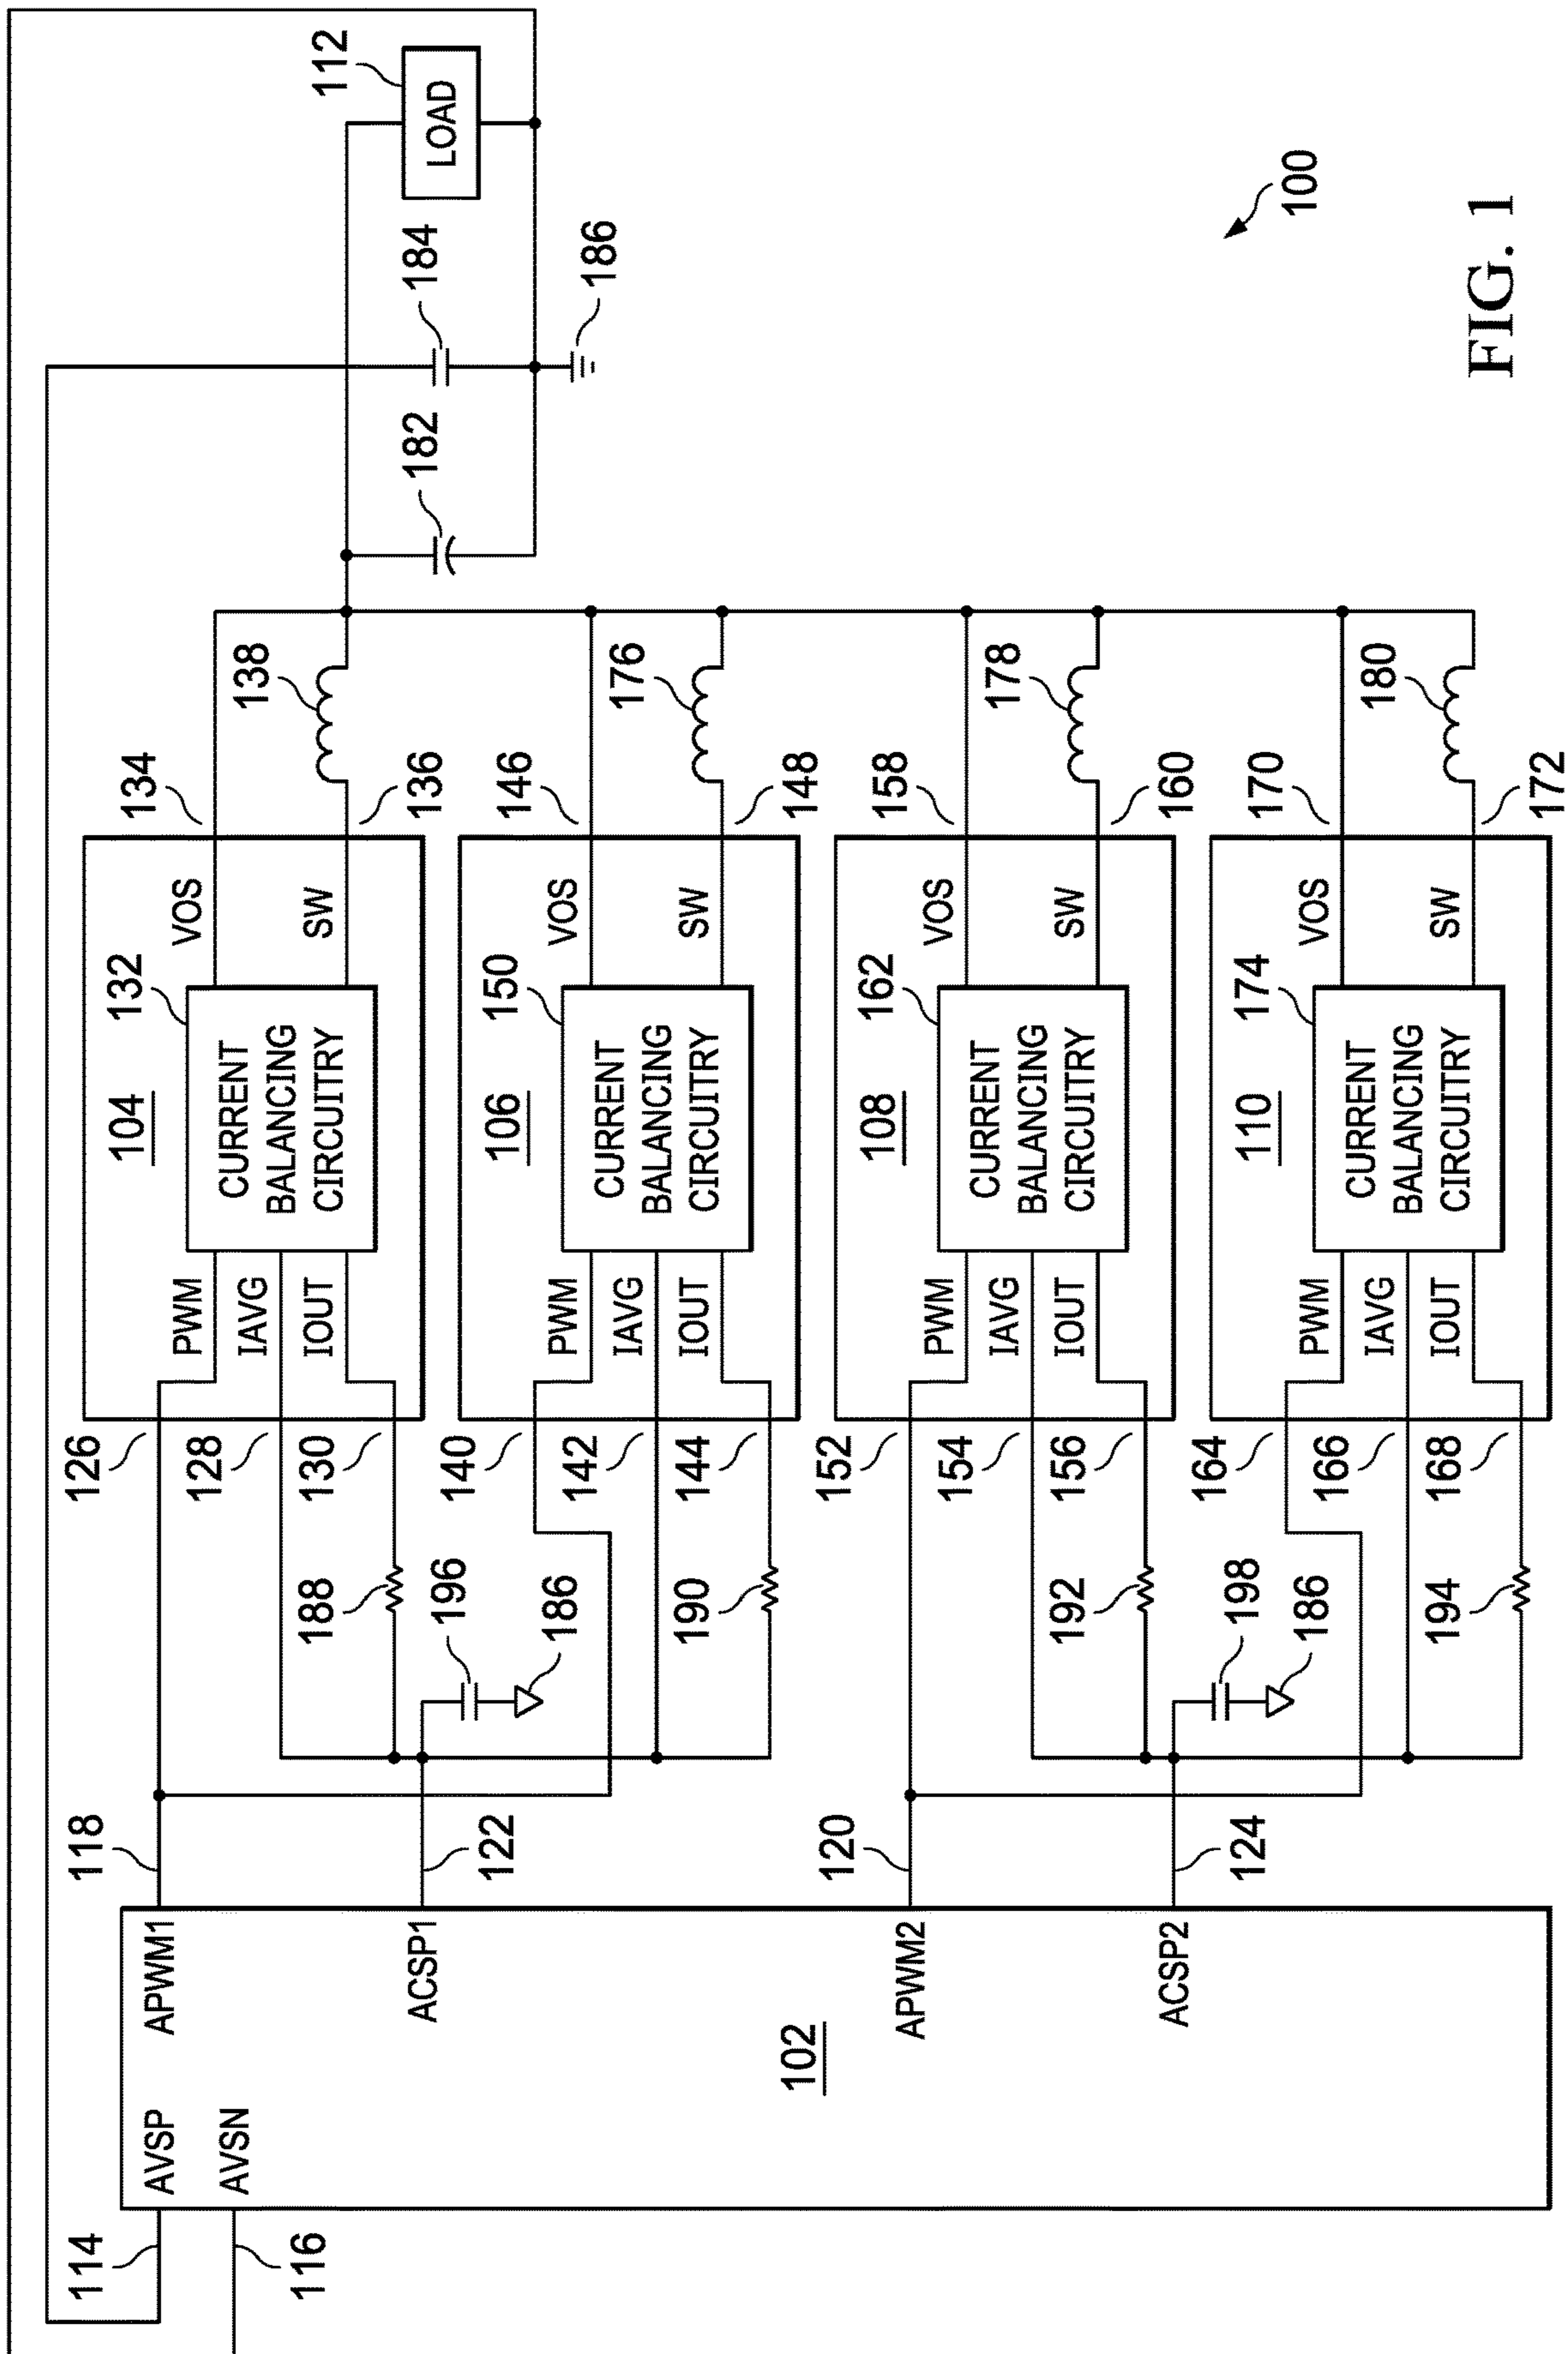 FIG. 1
100
102
AVSP
AVSN
114
116
APWM1
118
ACSP1
122
APWM2
120
ACSP2
124
126
128
130
188
196
186
140
142
144
190
152
154
156
192
198
186
164
166
168
194
104
PWM
IAVG
IOUT
CURRENT
BALANCING
CIRCUITRY
132
VOS
SW
134
136
138
106
PWM
IAVG
IOUT
CURRENT
BALANCING
CIRCUITRY
150
VOS
SW
146
148
176
108
PWM
IAVG
IOUT
CURRENT
BALANCING
CIRCUITRY
162
VOS
SW
158
160
178
110
PWM
IAVG
IOUT
CURRENT
BALANCING
CIRCUITRY
174
VOS
SW
170
172
180
182
184
186
LOAD
112